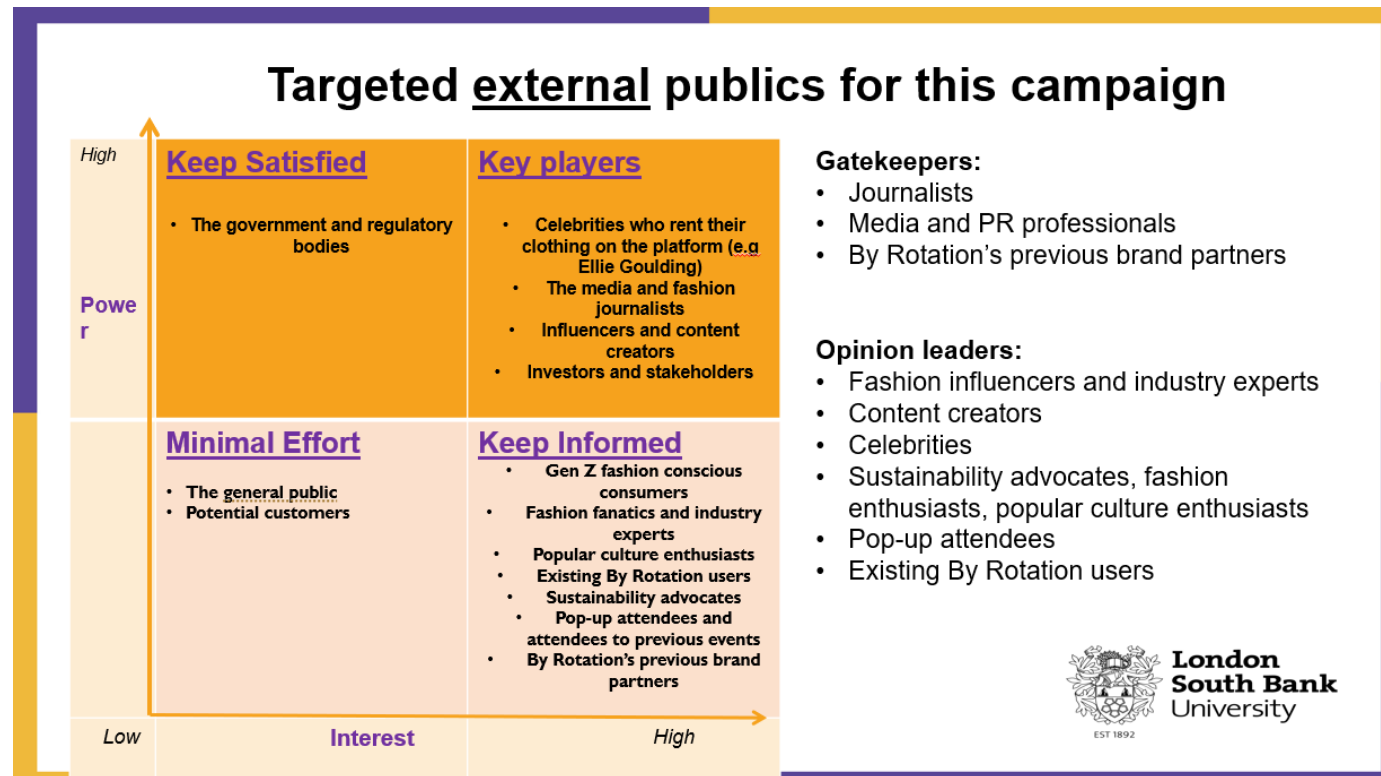 Targeted external publics for this campaign
High
Keep Satisfied
• The government and regulatory
bodies
Key players
• Celebrities who rent their
clothing on the platform (e.g
Ellie Goulding)
• The media and fashion
journalists
• Influencers and content
creators
• Investors and stakeholders
Powe
r
Minimal Effort
• The general public
• Potential customers
Keep Informed
• Gen Z fashion conscious
consumers
• Fashion fanatics and industry
experts
• Popular culture enthusiasts
• Existing By Rotation users
• Sustainability advocates
• Pop-up attendees and
attendees to previous events
• By Rotation’s previous brand
partners
Low
Interest
High
Gatekeepers:
• Journalists
• Media and PR professionals
• By Rotation’s previous brand partners
Opinion leaders:
• Fashion influencers and industry experts
• Content creators
• Celebrities
• Sustainability advocates, fashion
enthusiasts, popular culture enthusiasts
• Pop-up attendees
• Existing By Rotation users
London
South Bank
University
EST 1892